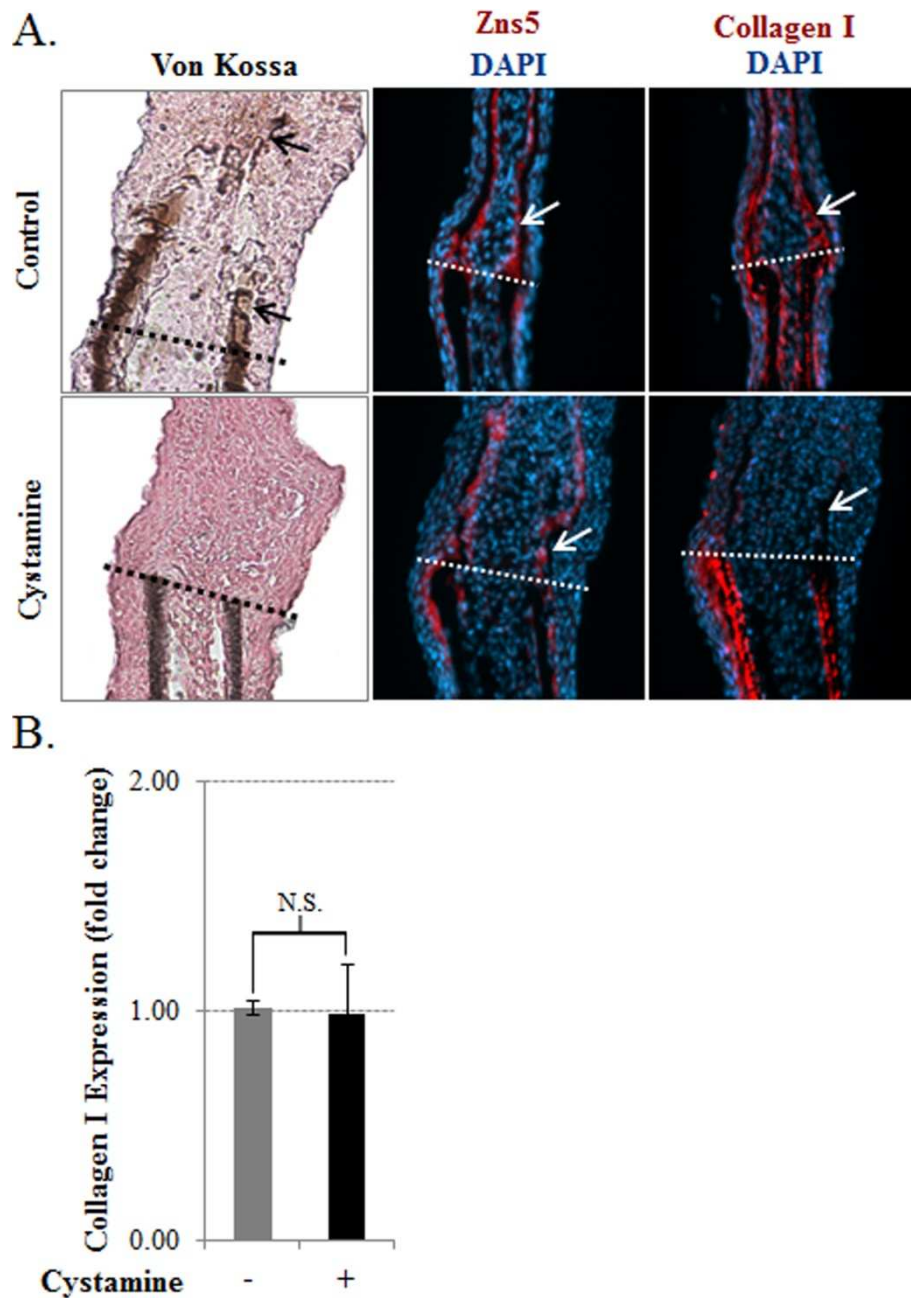 A.
Zns5
Collagen I
Von Kossa
DAPI
DAPI
Control
Cystamine
B.
Collagen I Expression (fold change)
2.00
N.S.
1.00
0.00
Cystamine - +